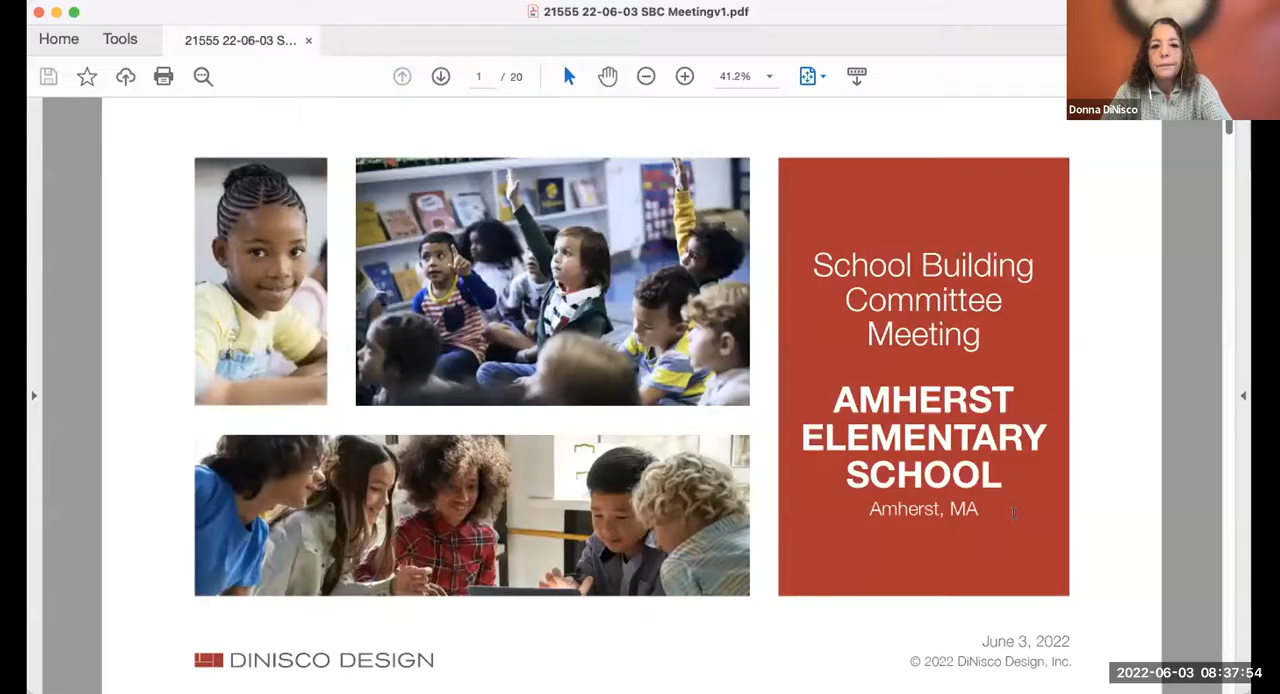 21555 22-06-03 SBC Meetingv1.pdf
Home
Tools
21555 22-06-03 S... ×
1 / 20
41.2%
Donna DiNisco
School Building
Committee
Meeting
AMHERST
ELEMENTARY
SCHOOL
Amherst, MA
DINISCO DESIGN
June 3, 2022
© 2022 DiNisco Design, Inc.
2022-06-03 08:37:54